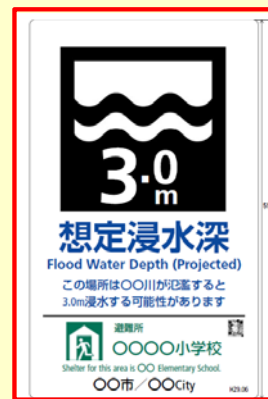 3.0m
想定浸水深
Flood Water Depth (Projected)
この場所は〇〇川が氾濫すると
3.0m浸水する可能性があります
避難所
〇〇〇〇小学校
Shelter for this area is 〇〇 Elementary School.
〇〇市/〇〇City
H29.06